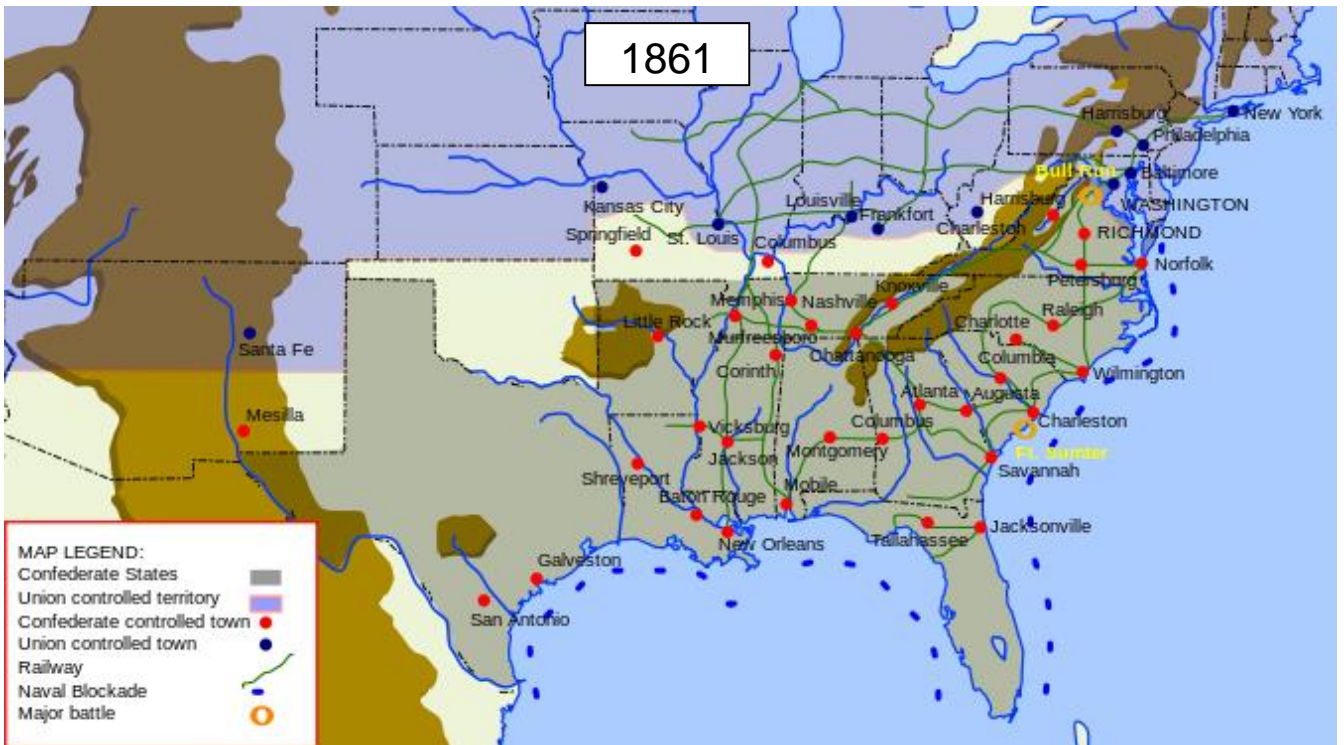 1861
Harrisburg
New York
Philadelphia
Bull Run
Baltimore
Kansas City
Louisville
Frankfort
Harrisburg
WASHINGTON
Springfield
St. Louis
Columbus
Charleston
RICHMOND
Norfolk
Petersburg
Knoxville
Memphis
Nashville
Raleigh
Little Rock
Murfreesboro
Charlotte
Santa Fe
Chattanooga
Columbia
Corinth
Wilmington
Atlanta
Augusta
Mesilla
Vicksburg
Columbus
Charleston
Jackson
Montgomery
Ft. Sumter
Shreveport
Savannah
Mobile
Baton Rouge
Jacksonville
New Orleans
Tallahassee
Galveston
San Antonio
MAP LEGEND:
Confederate States
Union controlled territory
Confederate controlled town
Union controlled town
Railway
Naval Blockade
Major battle